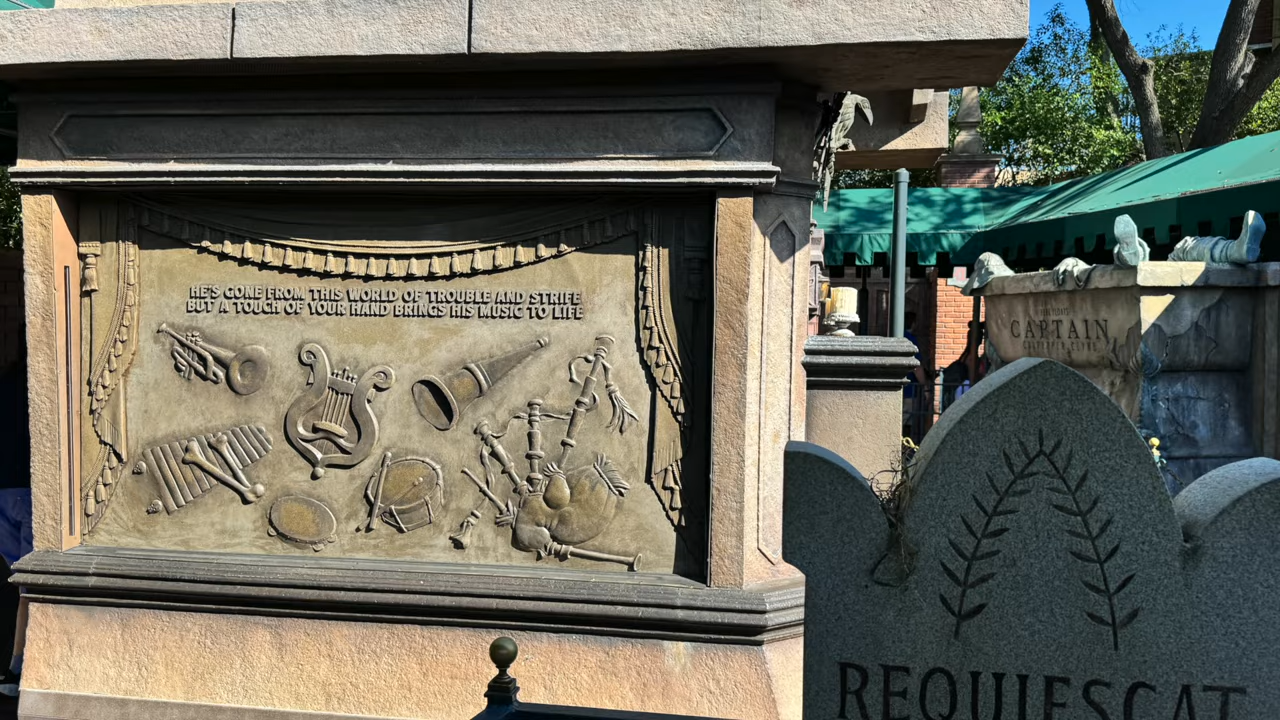 HE'S GONE FROM THIS WORLD OF TROUBLE AND STRIFE
BUT A TOUCH OF YOUR HAND BRINGS HIS MUSIC TO LIFE
CAPTAIN
REQUIESCAT